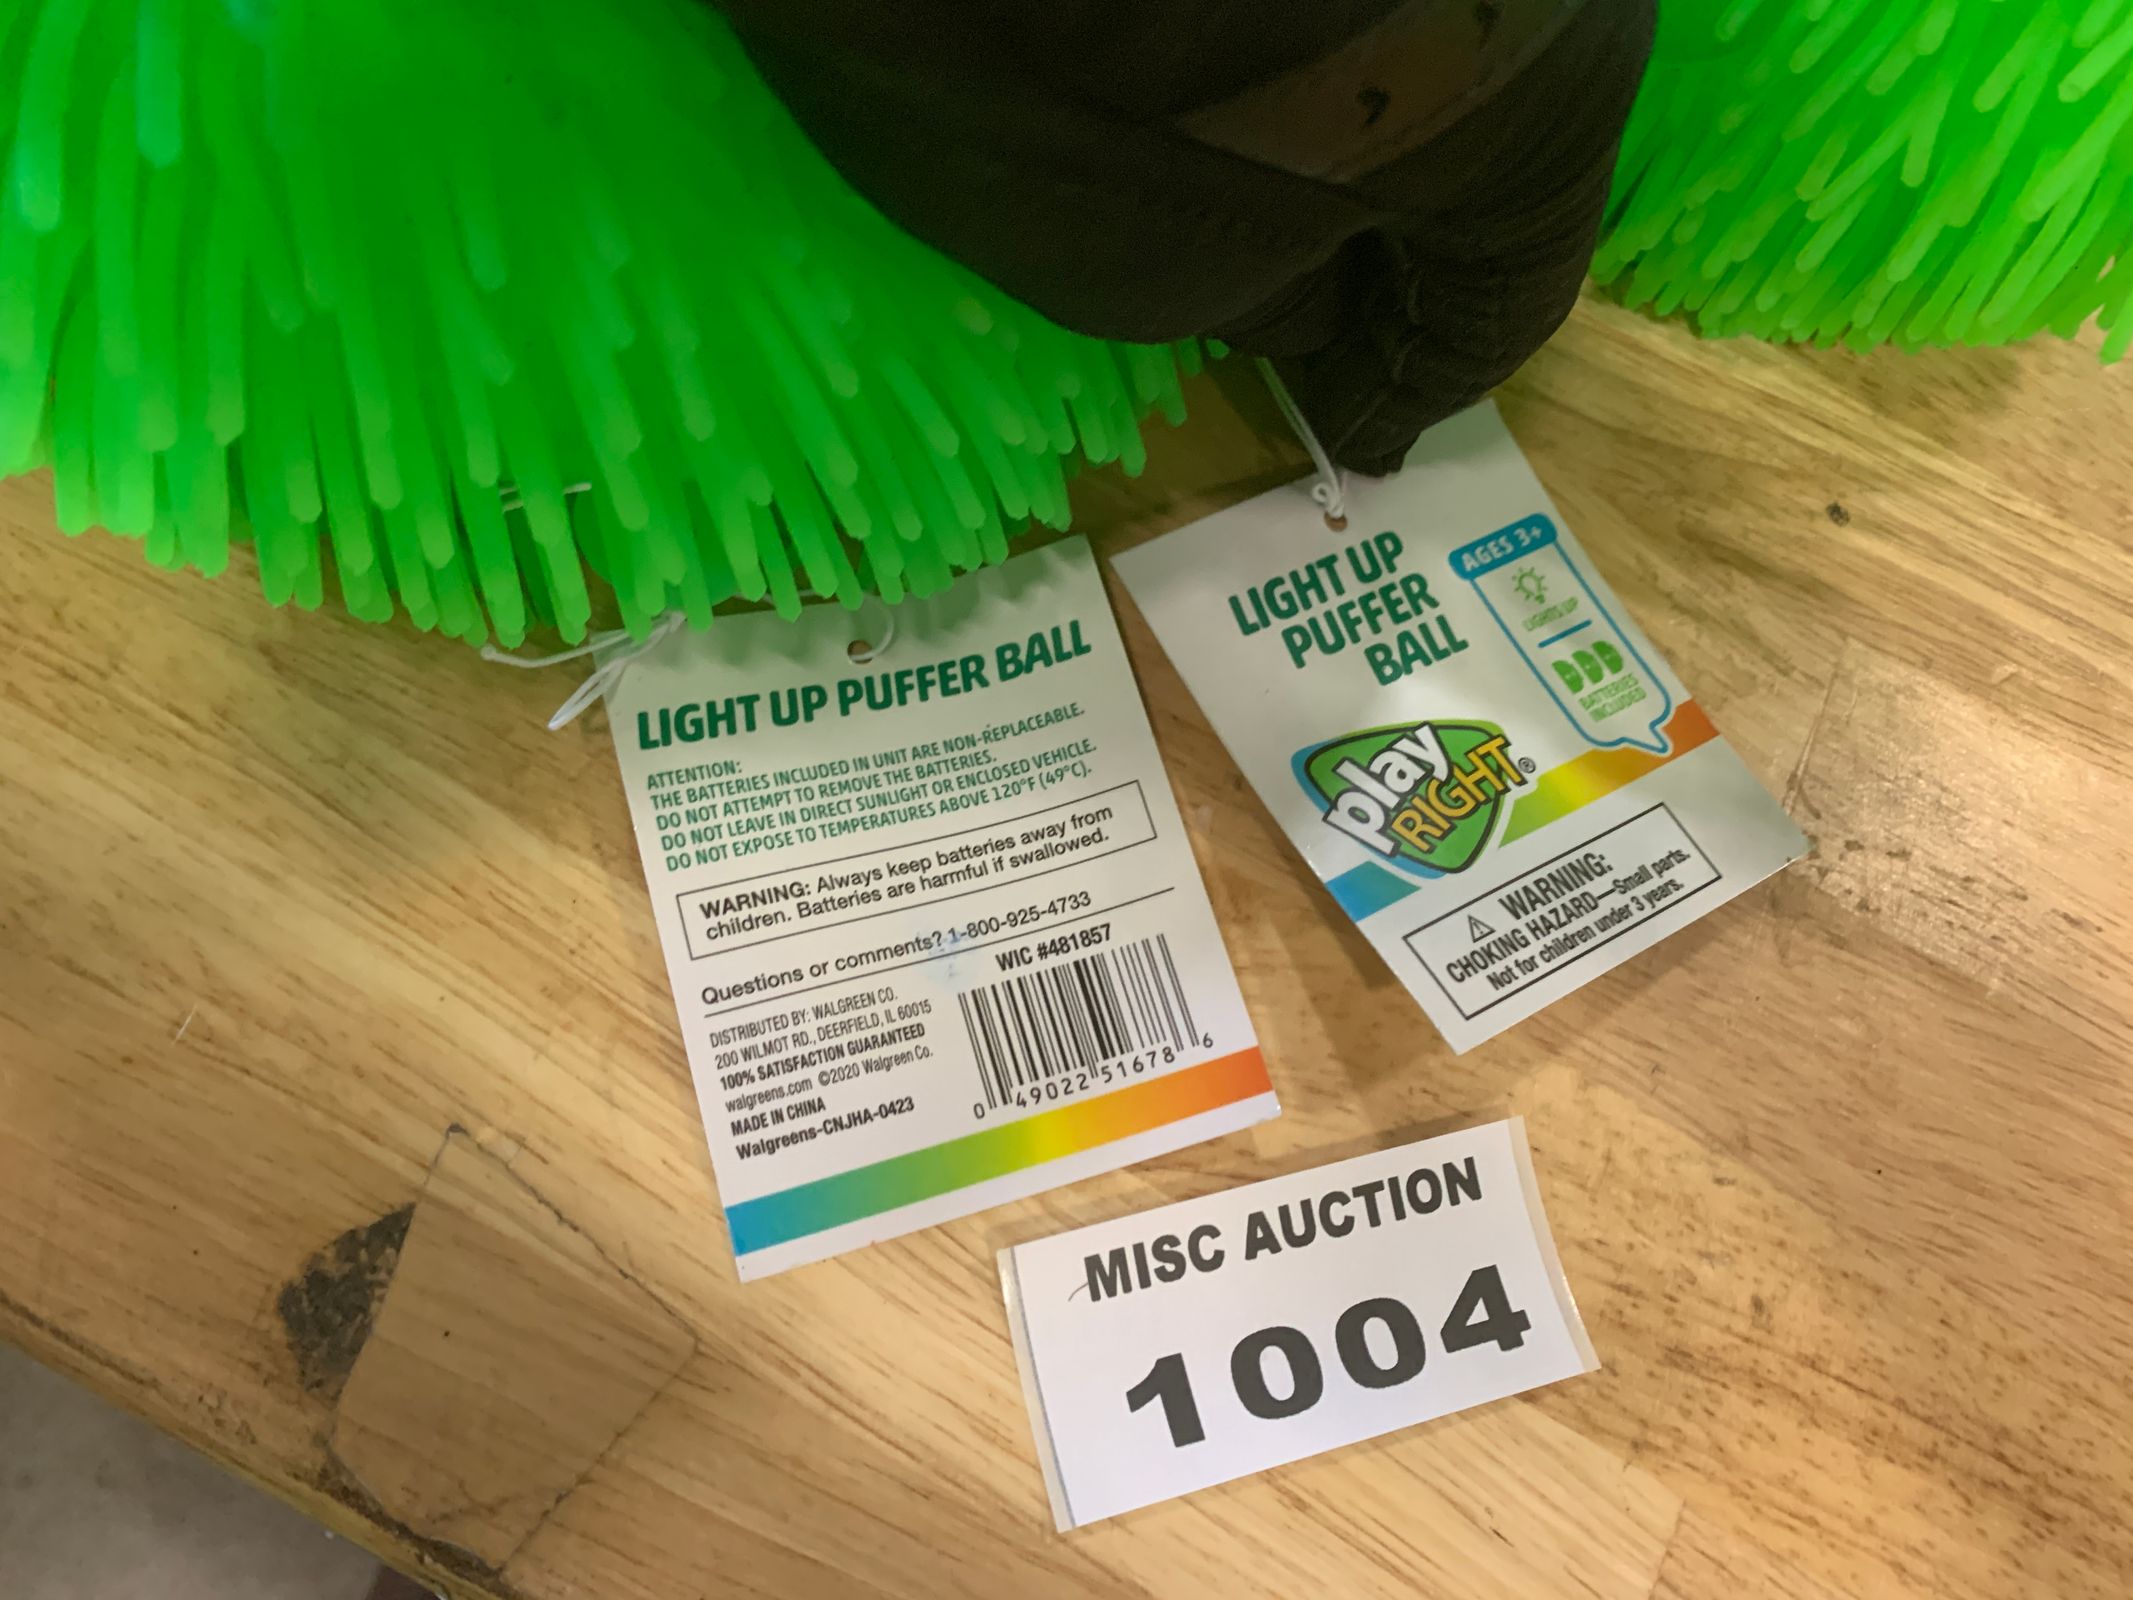 LIGHT UP PUFFER BALL
ATTENTION:
THE BATTERIES INCLUDED IN UNIT ARE NON-REPLACEABLE.
DO NOT ATTEMPT TO REMOVE THE BATTERIES.
DO NOT LEAVE IN DIRECT SUNLIGHT OR ENCLOSED VEHICLE.
DO NOT EXPOSE TO TEMPERATURES ABOVE 120°F (49°C).
WARNING: Always keep batteries away from
children. Batteries are harmful if swallowed.
Questions or comments? 1-800-925-4733
WIC #481857
DISTRIBUTED BY: WALGREEN CO.
200 WILMOT RD., DEERFIELD, IL 60015
100% SATISFACTION GUARANTEED
walgreens.com ©2020 Walgreen Co.
MADE IN CHINA
Walgreens-CNJHA-0423
0 49022 51678 6
LIGHT UP
PUFFER
BALL
AGES 3+
LIGHTS UP
BATTERIES
INCLUDED
play
RIGHT®
WARNING:
CHOKING HAZARD—Small parts.
Not for children under 3 years.
MISC AUCTION
1004